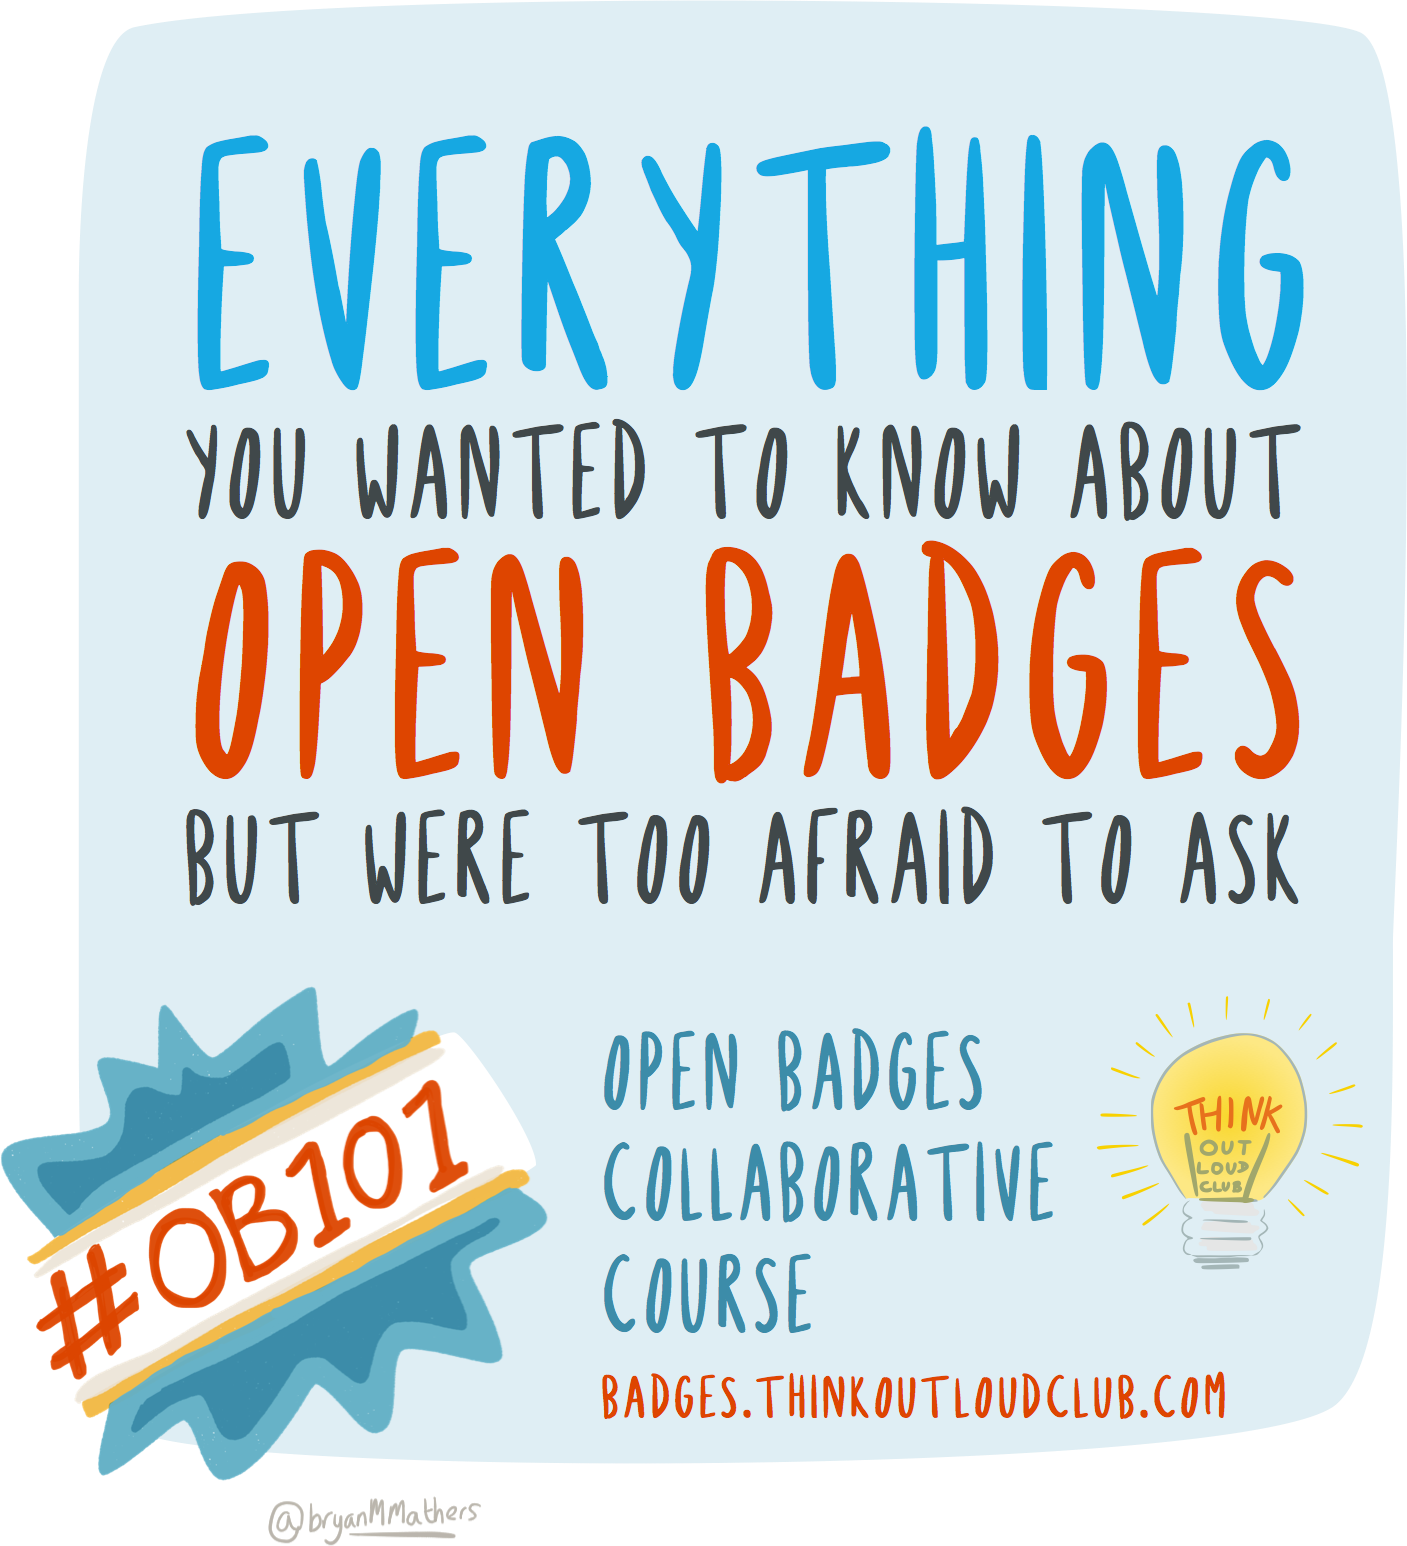 EVERYTHING
YOU WANTED TO KNOW ABOUT
OPEN BADGES
BUT WERE TOO AFRAID TO ASK
#OB101
OPEN BADGES
COLLABORATIVE
COURSE
BADGES.THINKOUTLOUDCLUB.COM
THINK
OUT
LOUD
CLUB
@bryanMMathers